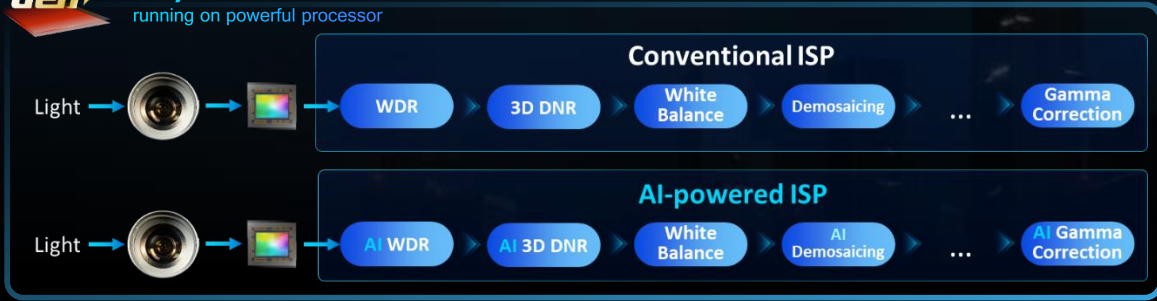 running on powerful processor
Conventional ISP
Light
WDR
3D DNR
White
Balance
Demosaicing
...
Gamma
Correction
AI-powered ISP
Light
AI WDR
AI 3D DNR
White
Balance
AI
Demosaicing
...
AI Gamma
Correction